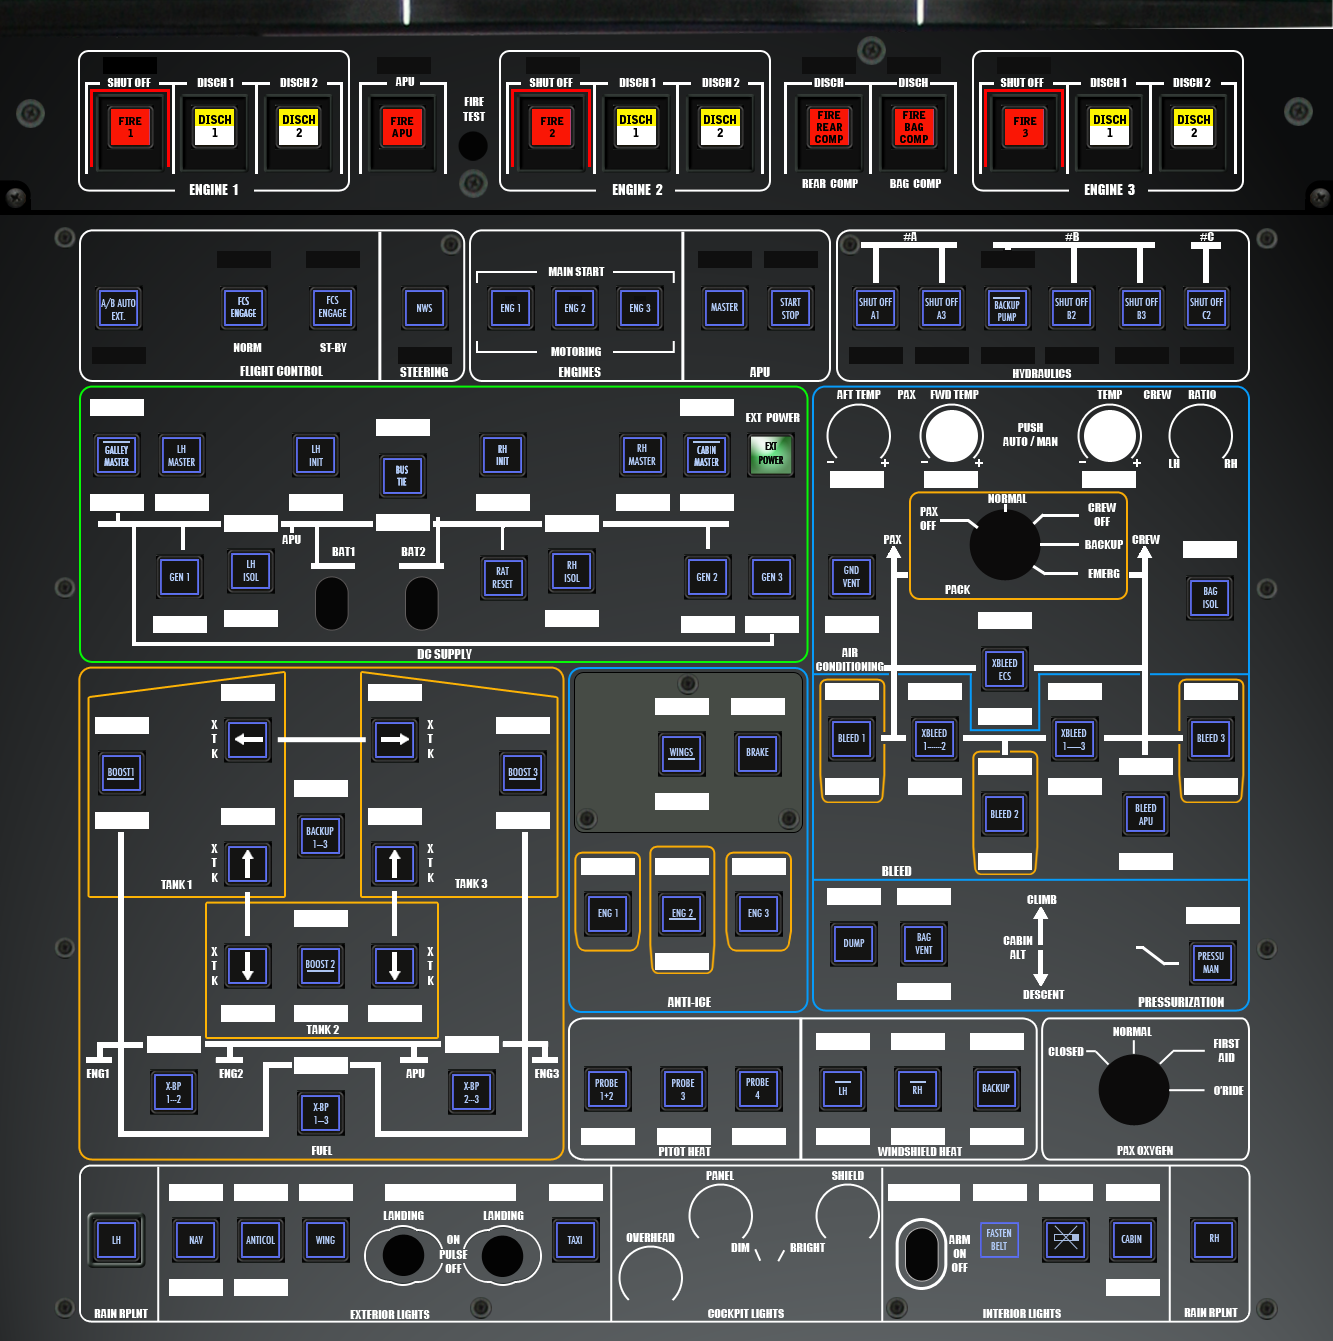 SHUT OFF DISCH 1 DISCH 2 APU SHUT OFF DISCH 1 DISCH 2 DISCH DISCH SHUT OFF DISCH 1 DISCH 2
FIRE TEST
FIRE 1
DISCH 1
DISCH 2
FIRE APU
FIRE 2
DISCH 1
DISCH 2
FIRE REAR COMP
FIRE BAG COMP
FIRE 3
DISCH 1
DISCH 2
ENGINE 1 ENGINE 2 REAR COMP BAG COMP ENGINE 3
A/B AUTO EXT.
FCS ENGAGE
NORM
FCS ENGAGE
ST-BY
FLIGHT CONTROL
NWS
STEERING
MAIN START
ENG 1 ENG 2 ENG 3
MOTORING
ENGINES
MASTER
START STOP
APU
#A #B #C
SHUT OFF A1
SHUT OFF A3
BACKUP PUMP
SHUT OFF B2
SHUT OFF B3
SHUT OFF C2
HYDRAULICS
EXT POWER
GALLEY MASTER
LH MASTER
LH INIT
BUS TIE
RH INIT
RH MASTER
CABIN MASTER
EXT POWER
APU BAT1 BAT2
GEN 1
LH ISOL
RAT RESET
RH ISOL
GEN 2
GEN 3
DC SUPPLY
AFT TEMP PAX FWD TEMP TEMP CREW RATIO
PUSH
AUTO / MAN
- + - + - + LH RH
NORMAL
PAX OFF
CREW OFF
BACKUP
EMERG
PACK
PAX CREW
GND VENT
BAG ISOL
AIR CONDITIONING
XBLEED ECS
BLEED 1
XBLEED 1-----2
XBLEED 1-----3
BLEED 3
BLEED 2
BLEED APU
BLEED
X T K
X T K
BOOST1
BOOST 3
BACKUP 1--3
X T K
X T K
TANK 1 TANK 3
X T K
BOOST 2
X T K
TANK 2
ENG1 ENG2 APU ENG3
X-BP 1--2
X-BP 1--3
X-BP 2--3
FUEL
WINGS BRAKE
ENG 1 ENG 2 ENG 3
ANTI-ICE
DUMP
BAG VENT
CLIMB
CABIN ALT
DESCENT
PRESSU MAN
PRESSURIZATION
PROBE 1+2
PROBE 3
PROBE 4
PITOT HEAT
LH RH BACKUP
WINDSHIELD HEAT
NORMAL
CLOSED
FIRST AID
O'RIDE
PAX OXYGEN
LH
RAIN RPLNT
NAV ANTICOL WING
LANDING LANDING
ON
PULSE
OFF
TAXI
EXTERIOR LIGHTS
PANEL SHIELD
OVERHEAD
DIM BRIGHT
COCKPIT LIGHTS
ARM
ON
OFF
FASTEN BELT
CABIN
INTERIOR LIGHTS
RH
RAIN RPLNT